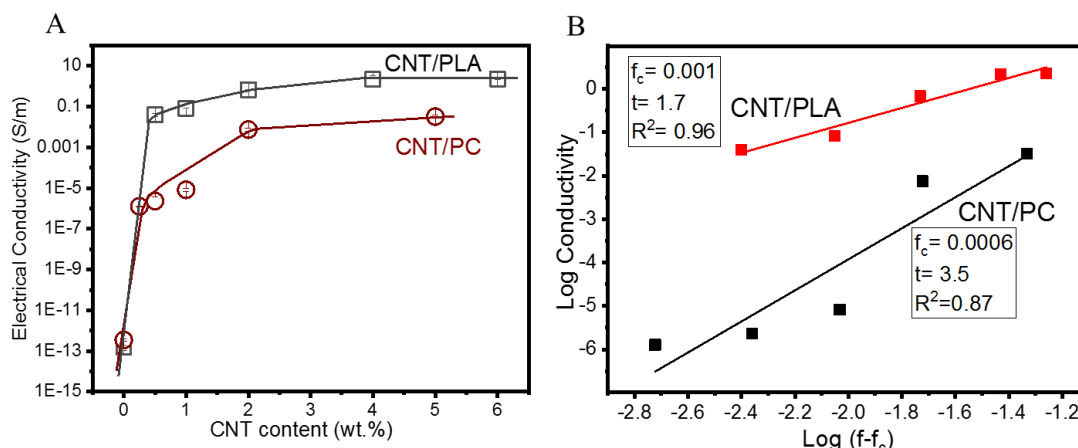 A
Electrical Conductivity (S/m)
10
0.1
0.001
1E-5
1E-7
1E-9
1E-11
1E-13
1E-15
CNT/PLA
CNT/PC
0 1 2 3 4 5 6 7
CNT content (wt.%)
B
Log Conductivity
0
-1
-2
-3
-4
-5
-6
fc= 0.001
t= 1.7
R²= 0.96
CNT/PLA
CNT/PC
fc= 0.0006
t= 3.5
R²=0.87
-2.8 -2.6 -2.4 -2.2 -2.0 -1.8 -1.6 -1.4 -1.2
Log (f-fc)